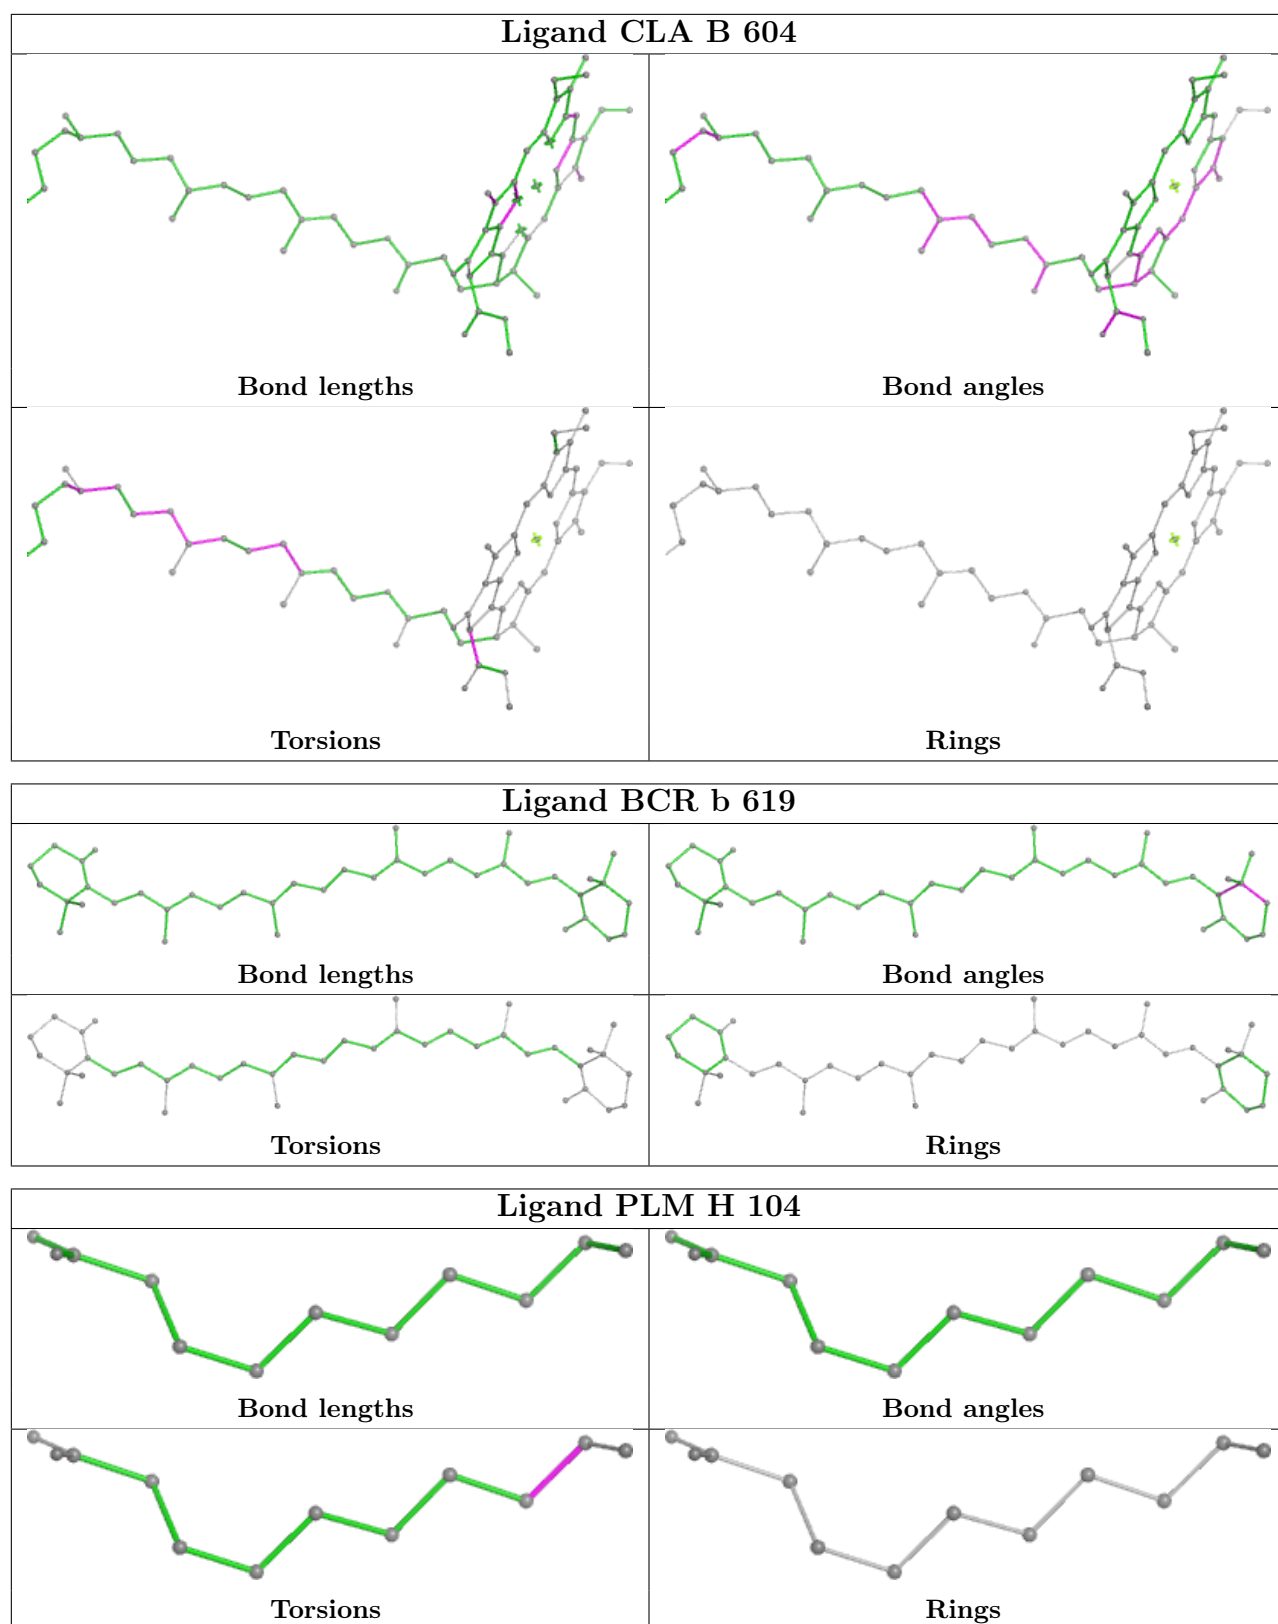 Ligand CLA B 604
Bond lengths
Bond angles
Torsions
Rings
Ligand BCR b 619
Bond lengths
Bond angles
Torsions
Rings
Ligand PLM H 104
Bond lengths
Bond angles
Torsions
Rings